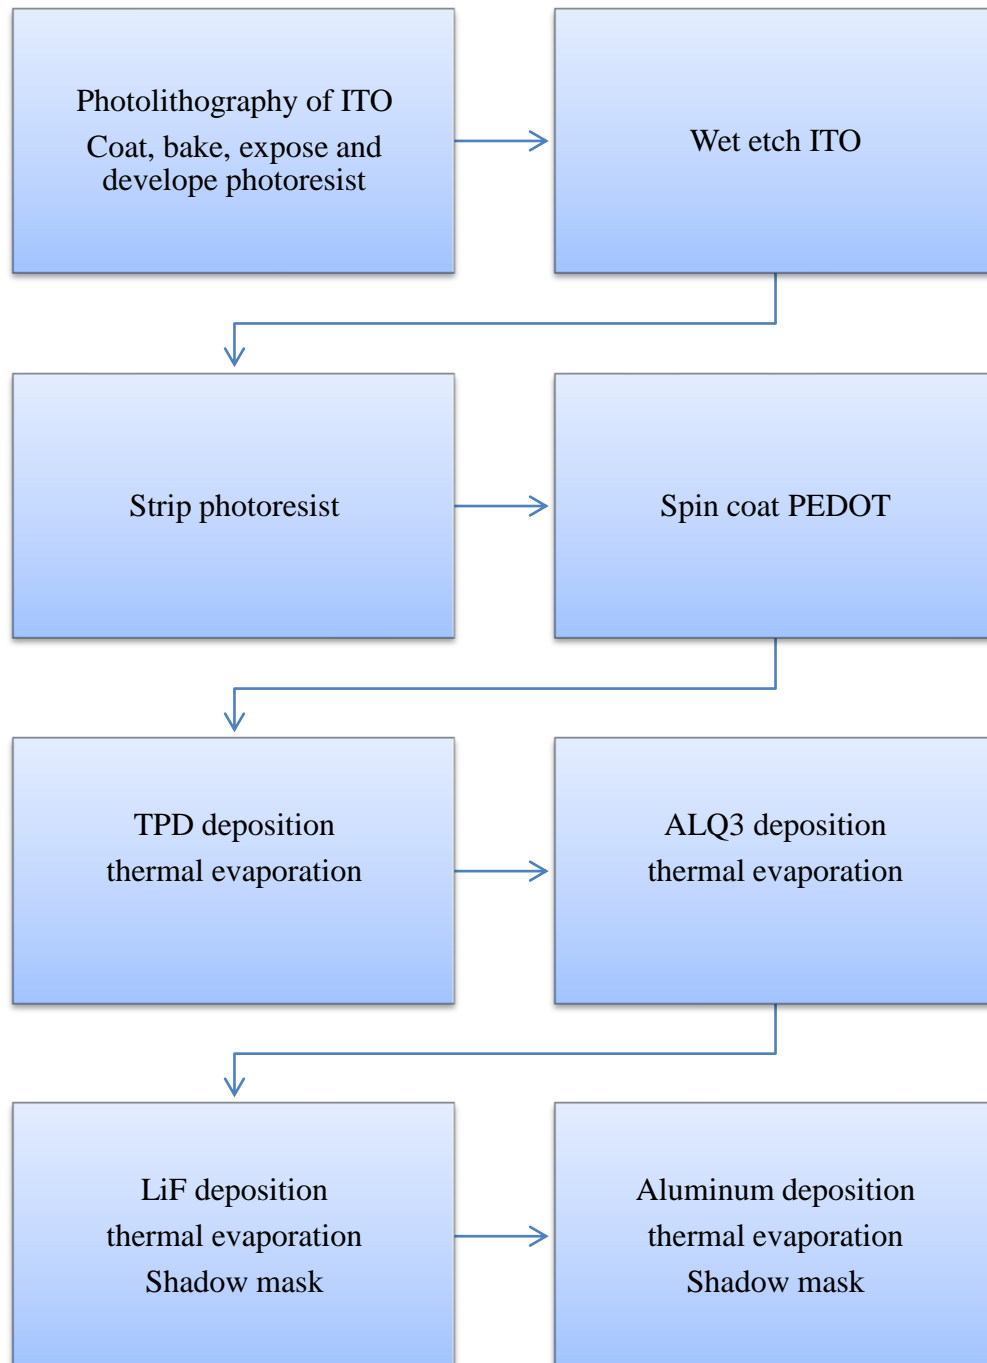 Photolithography of ITO
Coat, bake, expose and
develope photoresist
Wet etch ITO
Strip photoresist
Spin coat PEDOT
TPD deposition
thermal evaporation
ALQ3 deposition
thermal evaporation
LiF deposition
thermal evaporation
Shadow mask
Aluminum deposition
thermal evaporation
Shadow mask